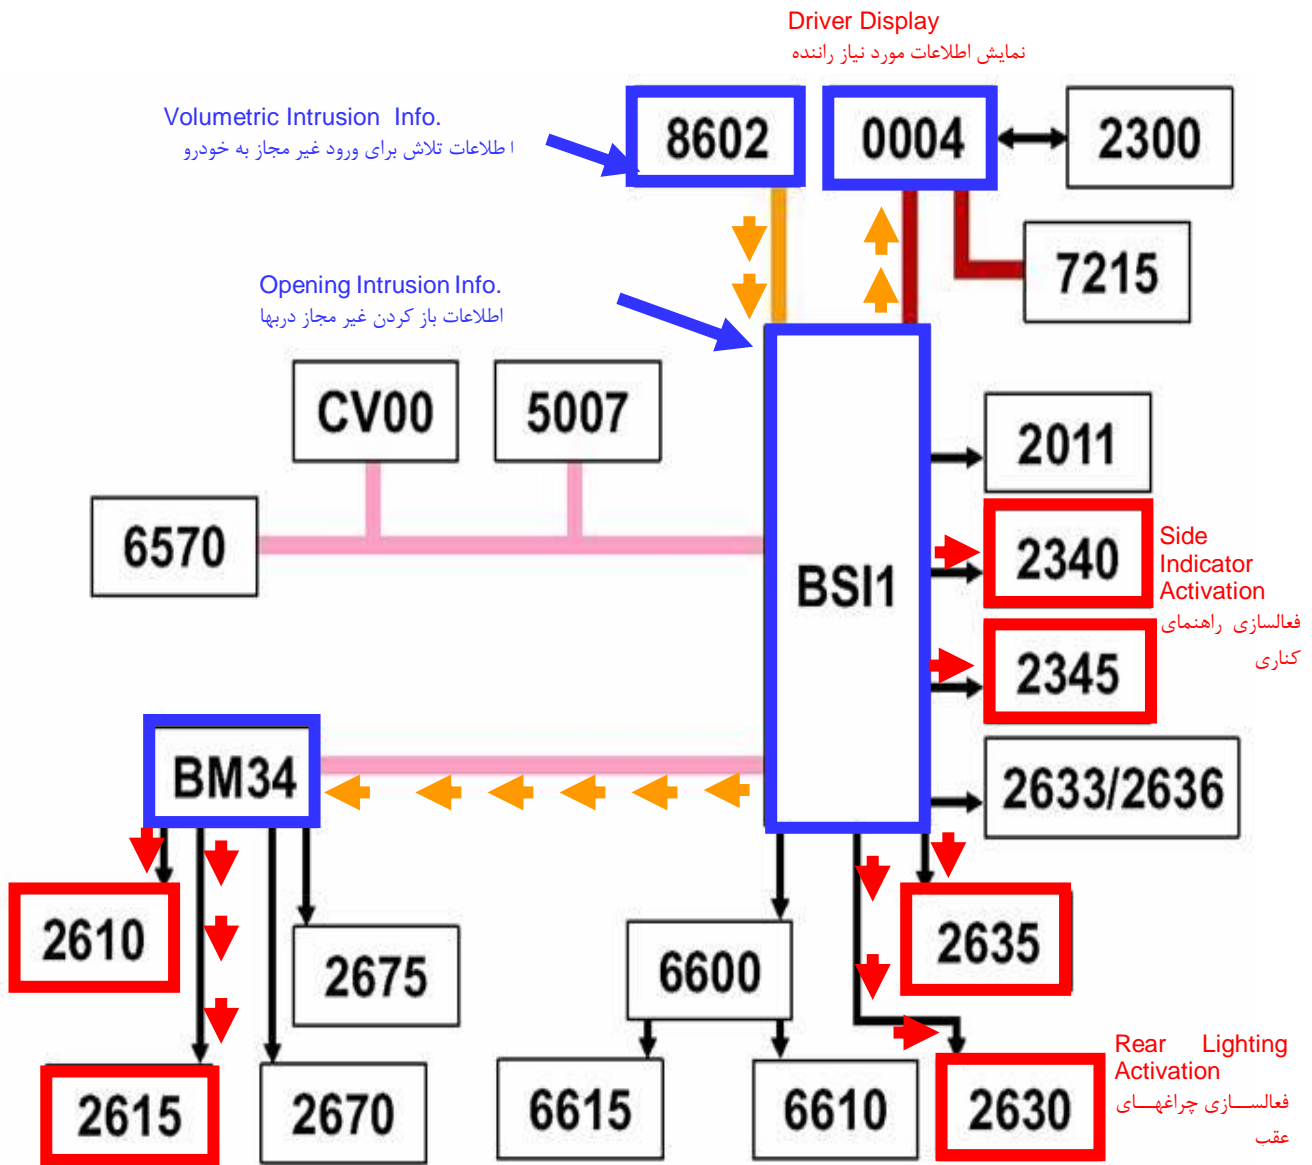 Driver Display
نمایش اطلاعات مورد نیاز راننده
Volumetric Intrusion Info.
ا طلاعات تلاش برای ورود غیر مجاز به خودرو
8602
0004
2300
7215
Opening Intrusion Info.
اطلاعات باز کردن غیر مجاز دربها
CV00
5007
2011
6570
2340
Side
Indicator
Activation
فعالسازی راهنمای
کناری
BSI1
2345
BM34
2633/2636
2610
2675
6600
2635
2615
2670
6615
6610
2630
Rear Lighting
Activation
فعالســـازی چراغهـــای
عقب